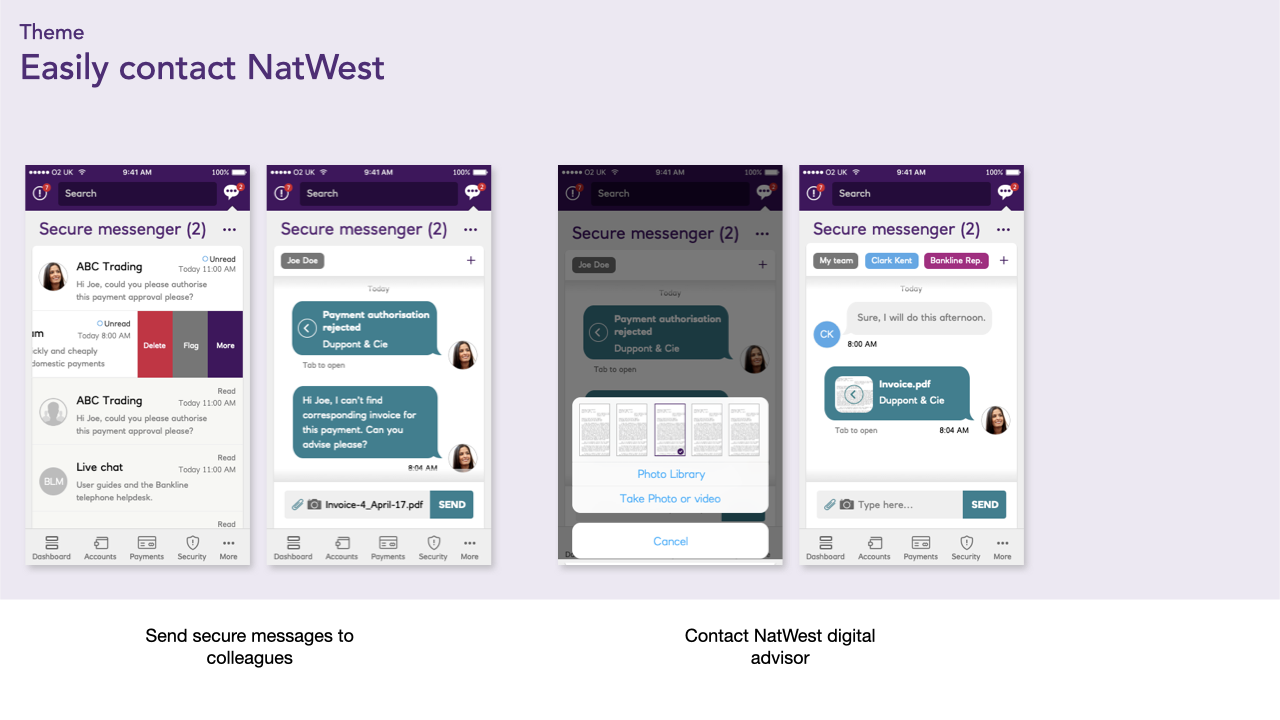 Theme
Easily contact NatWest
O2 UK
9:41 AM
100%
7
Search
2
Secure messenger (2)
ABC Trading
Unread
Today 11:00 AM
Hi Joe, could you please authorise
this payment approval please?
am
Unread
Today 8:00 AM
ckly and cheaply
domestic payments
Delete
Flag
More
ABC Trading
Read
Today 11:00 AM
Hi Joe, could you please authorise
this payment approval please?
BLM
Live chat
Read
Today 11:00 AM
User guides and the Bankline
telephone helpdesk.
Read
Dashboard
Accounts
Payments
Security
More
O2 UK
9:41 AM
100%
7
Search
2
Secure messenger (2)
Joe Doe
+
Today
Payment authorisation
rejected
Duppont & Cie
Tab to open
Hi Joe, I can't find
corresponding invoice for
this payment. Can you
advise please?
8:04 AM
Invoice-4_April-17.pdf
SEND
Dashboard
Accounts
Payments
Security
More
O2 UK
9:41 AM
100%
7
Search
2
Secure messenger (2)
Joe Doe
+
Today
Payment authorisation
rejected
Duppont & Cie
Tab to open
Photo Library
Take Photo or video
Cancel
O2 UK
9:41 AM
100%
7
Search
2
Secure messenger (2)
My team
Clark Kent
Bankline Rep.
+
Today
Sure, I will do this afternoon.
CK
8:00 AM
Invoice.pdf
Duppont & Cie
Tab to open
8:04 AM
Type here...
SEND
Dashboard
Accounts
Payments
Security
More
Send secure messages to
colleagues
Contact NatWest digital
advisor